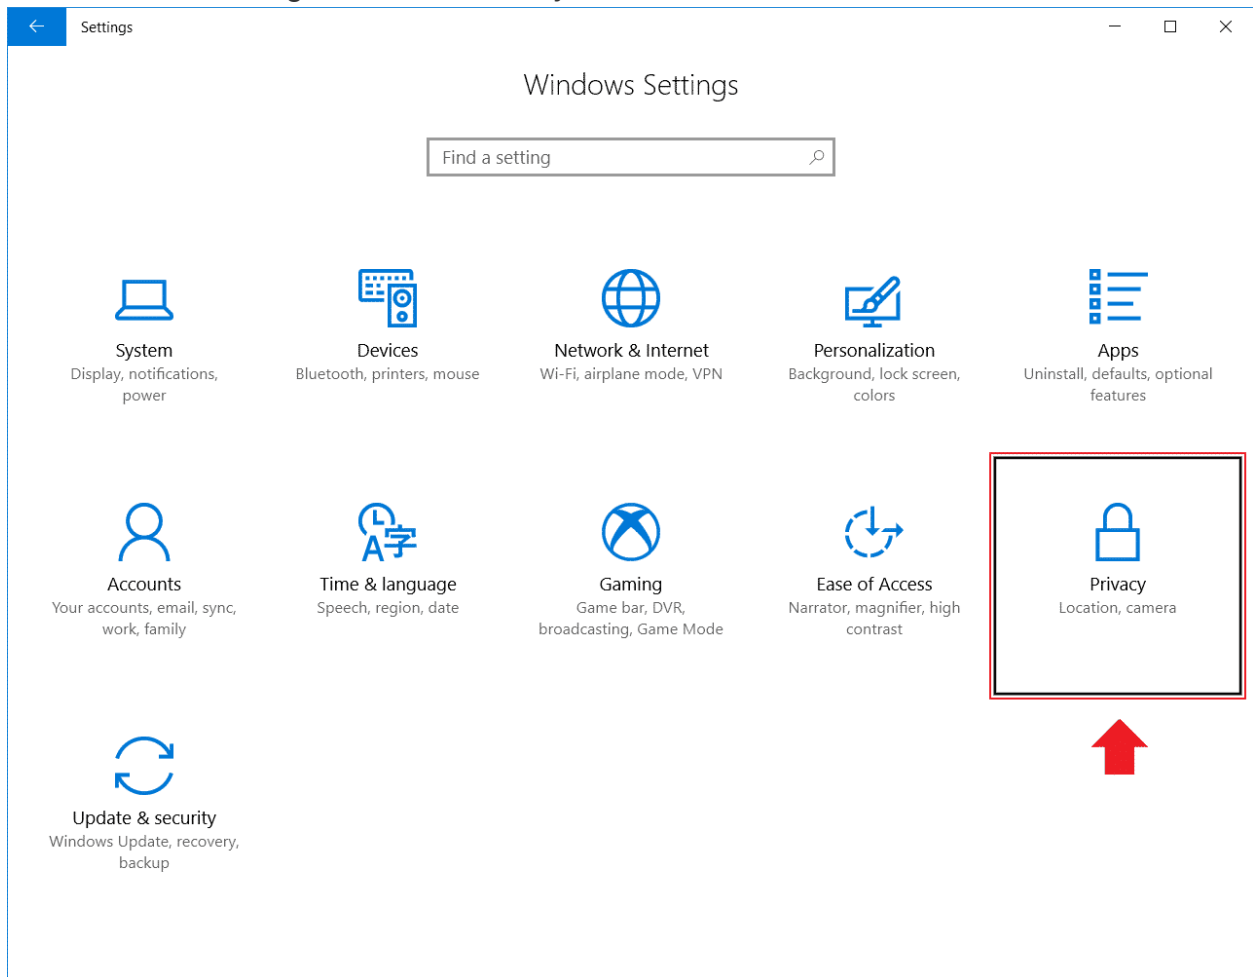 Settings
Windows Settings
Find a setting
System
Display, notifications,
power
Devices
Bluetooth, printers, mouse
Network & Internet
Wi-Fi, airplane mode, VPN
Personalization
Background, lock screen,
colors
Apps
Uninstall, defaults, optional
features
Accounts
Your accounts, email, sync,
work, family
Time & language
Speech, region, date
Gaming
Game bar, DVR,
broadcasting, Game Mode
Ease of Access
Narrator, magnifier, high
contrast
Privacy
Location, camera
Update & security
Windows Update, recovery,
backup